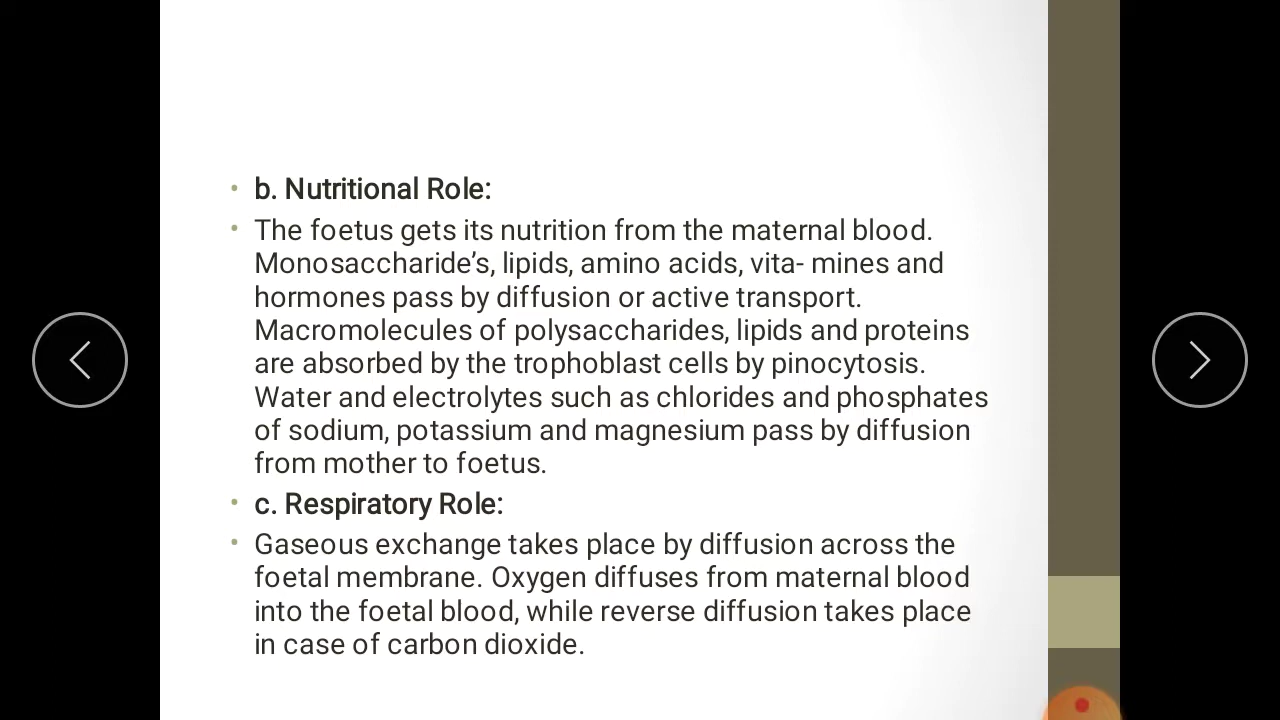 • b. Nutritional Role:
• The foetus gets its nutrition from the maternal blood.
Monosaccharide’s, lipids, amino acids, vita- mines and
hormones pass by diffusion or active transport.
Macromolecules of polysaccharides, lipids and proteins
are absorbed by the trophoblast cells by pinocytosis.
Water and electrolytes such as chlorides and phosphates
of sodium, potassium and magnesium pass by diffusion
from mother to foetus.
• c. Respiratory Role:
• Gaseous exchange takes place by diffusion across the
foetal membrane. Oxygen diffuses from maternal blood
into the foetal blood, while reverse diffusion takes place
in case of carbon dioxide.